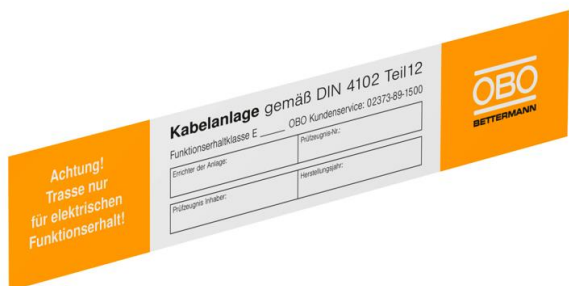 Achtung!
Trasse nur
für elektrischen
Funktionserhalt!
Kabelanlage gemäß DIN 4102 Teil12
Funktionserhaltklasse E ____ OBO Kundenservice: 02373-89-1500
Errichter der Anlage:
Prüfzeugnis-Nr.:
Prüfzeugnis Inhaber:
Herstellungsjahr:
OBO
BETTERMANN